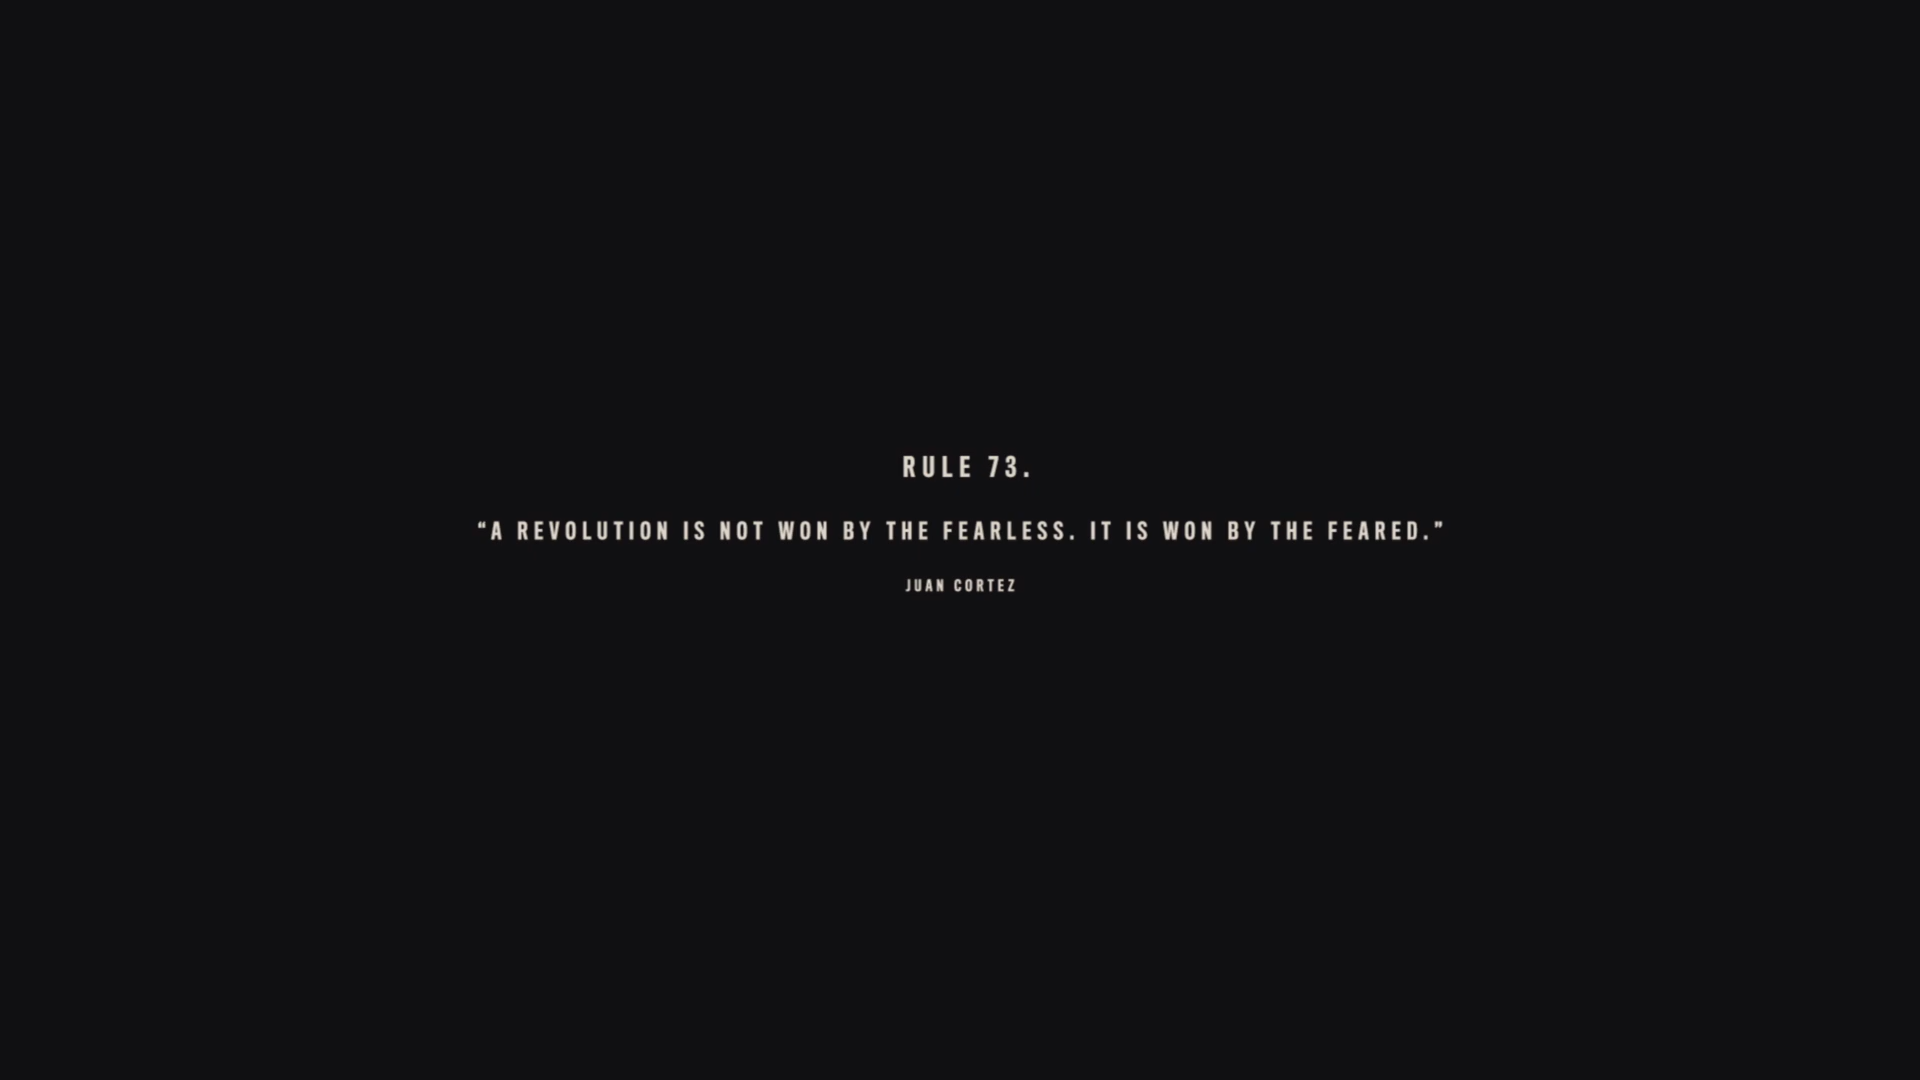 RULE 73.
“A REVOLUTION IS NOT WON BY THE FEARLESS. IT IS WON BY THE FEARED.”
JUAN CORTEZ